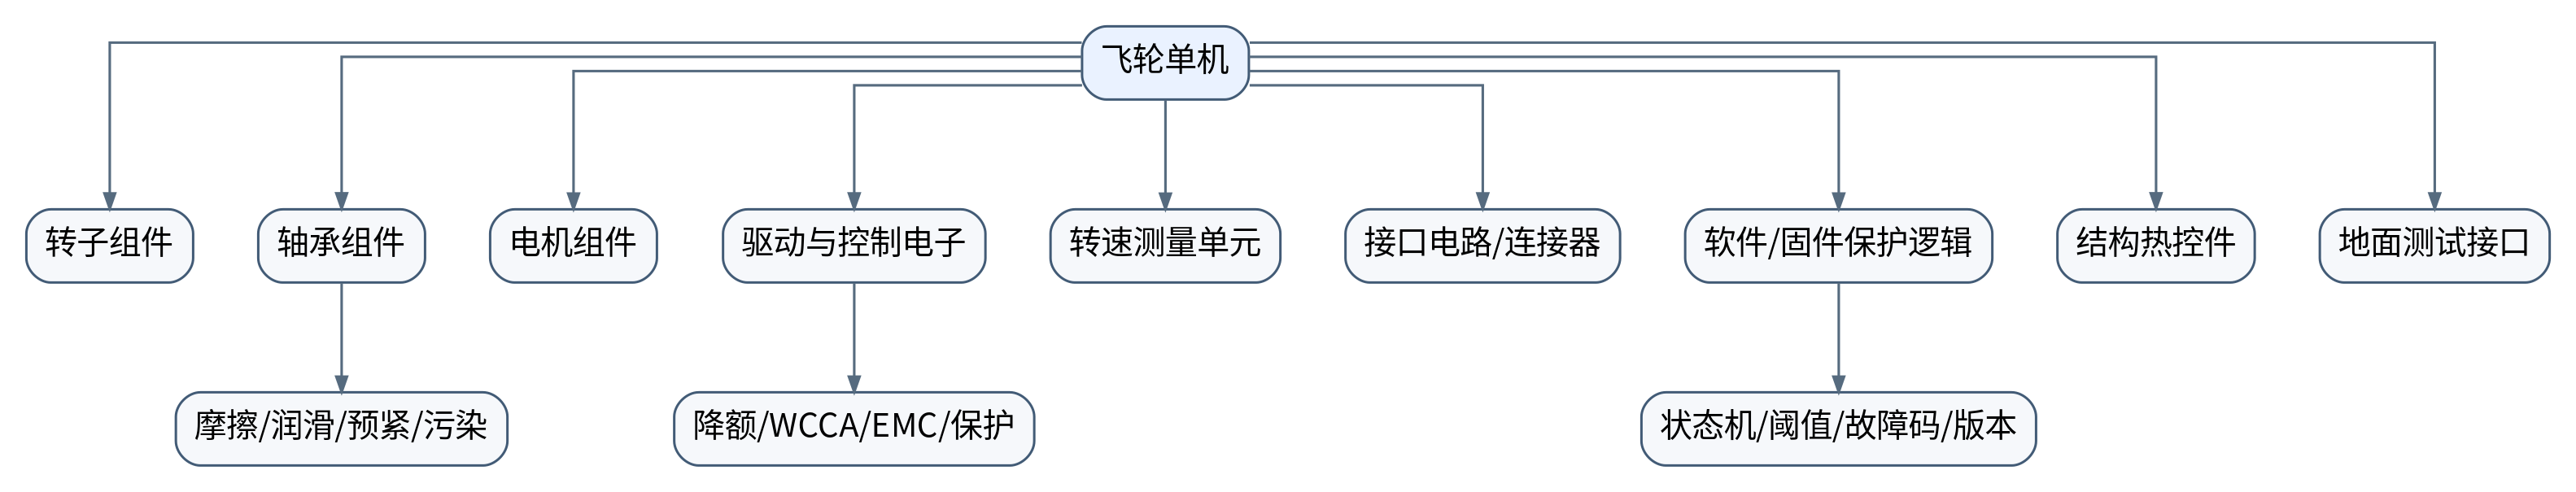 飞轮单机
转子组件
轴承组件
电机组件
驱动与控制电子
转速测量单元
接口电路/连接器
软件/固件保护逻辑
结构热控件
地面测试接口
摩擦/润滑/预紧/污染
降额/WCCA/EMC/保护
状态机/阈值/故障码/版本